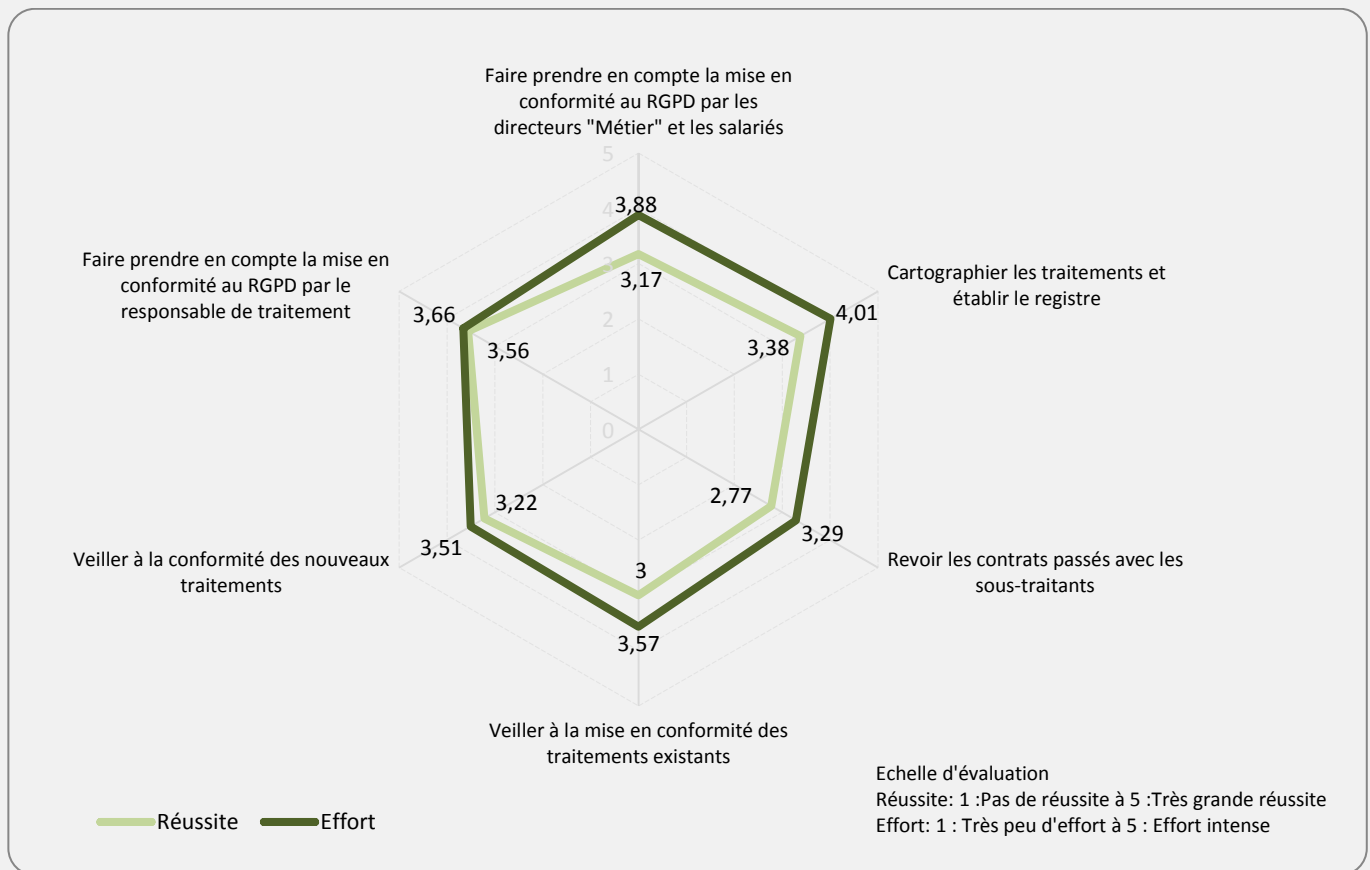 Faire prendre en compte la mise en
conformité au RGPD par les
directeurs "Métier" et les salariés
5
3,88
4
3
3,17
Faire prendre en compte la mise en
conformité au RGPD par le
responsable de traitement
Cartographier les traitements et
établir le registre
3,66
4,01
2
3,56
3,38
1
0
2,77
3,22
3,51
3,29
Veiller à la conformité des nouveaux
traitements
Revoir les contrats passés avec les
sous-traitants
3
3,57
Veiller à la mise en conformité des
traitements existants
Echelle d'évaluation
Réussite: 1 :Pas de réussite à 5 :Très grande réussite
Effort: 1 : Très peu d'effort à 5 : Effort intense
Réussite
Effort